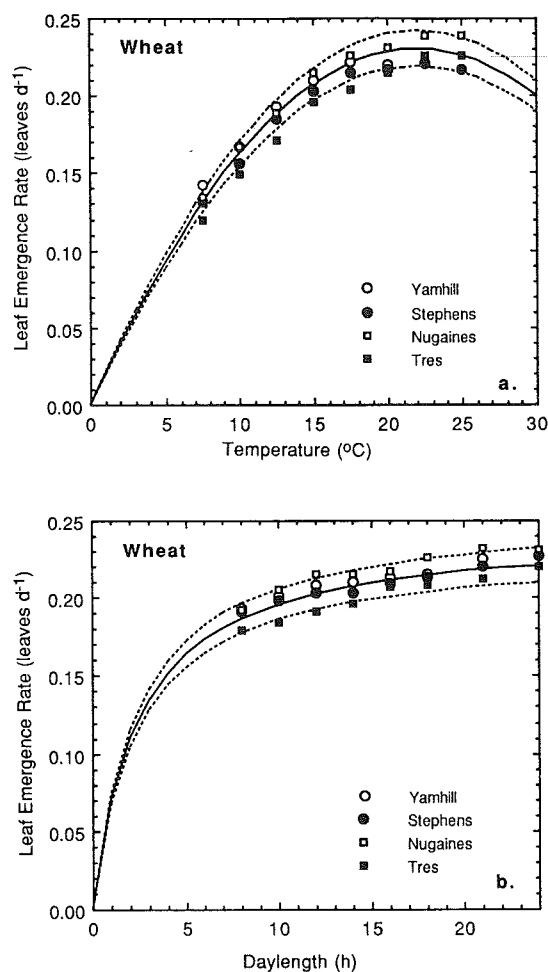 Wheat
Leaf Emergence Rate (leaves d-1)
0.25
0.20
0.15
0.10
0.05
0.00
0 5 10 15 20 25 30
Temperature (ºC)
Yamhill
Stephens
Nugaines
Tres
a.
Wheat
Leaf Emergence Rate (leaves d-1)
0.25
0.20
0.15
0.10
0.05
0.00
0 5 10 15 20
Daylength (h)
Yamhill
Stephens
Nugaines
Tres
b.